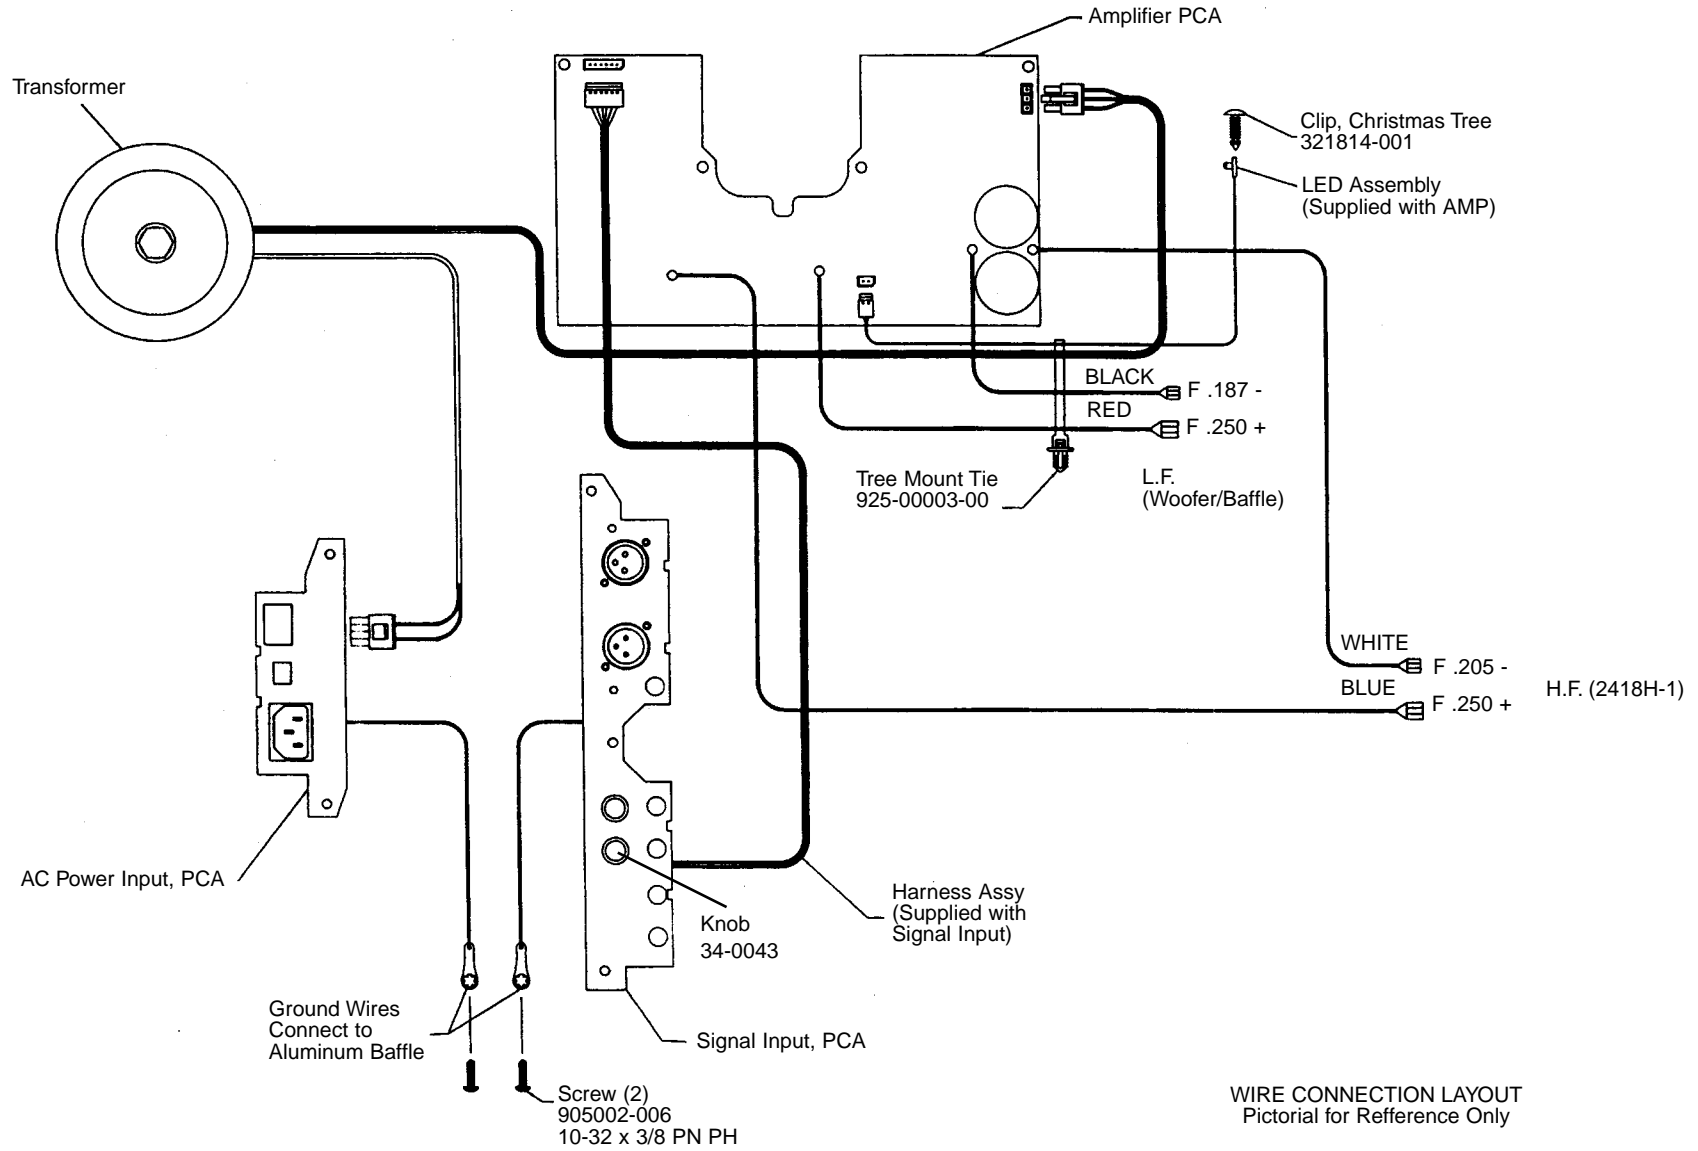 Amplifier PCA
Transformer
Clip, Christmas Tree
321814-001
LED Assembly
(Supplied with AMP)
BLACK
F .187 -
RED
F .250 +
Tree Mount Tie
925-00003-00
L.F.
(Woofer/Baffle)
WHITE
F .205 -
BLUE
F .250 +
H.F. (2418H-1)
AC Power Input, PCA
Knob
34-0043
Harness Assy
(Supplied with
Signal Input)
Ground Wires
Connect to
Aluminum Baffle
Signal Input, PCA
Screw (2)
905002-006
10-32 x 3/8 PN PH
WIRE CONNECTION LAYOUT
Pictorial for Refference Only